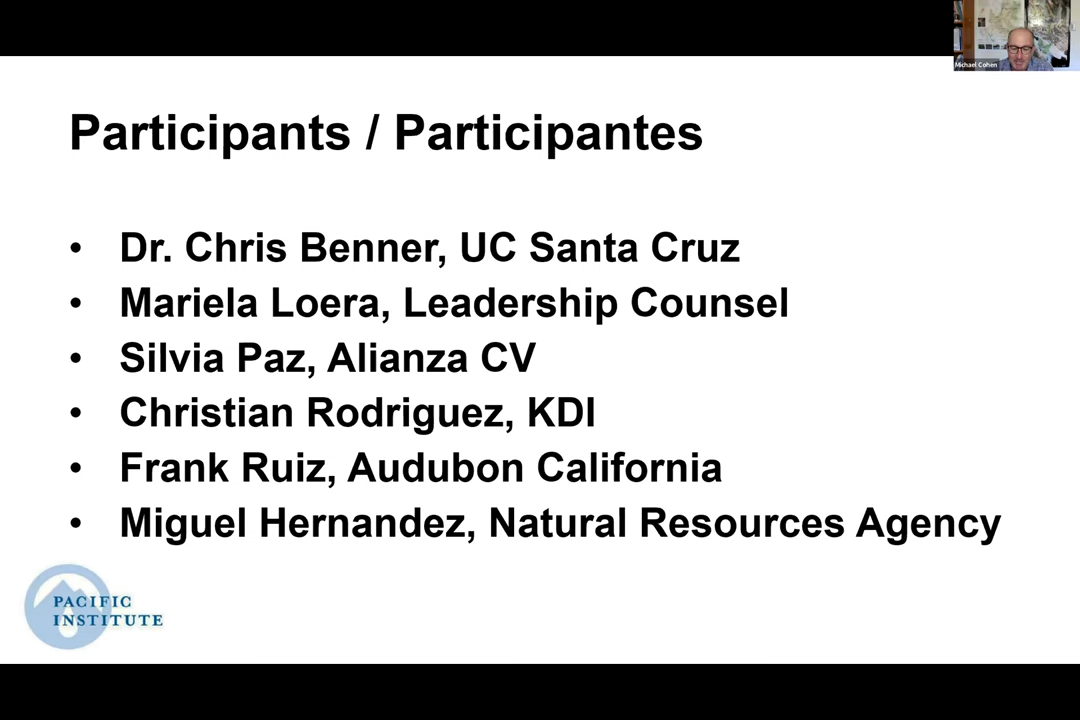 Michael Cohen
Participants / Participantes
• Dr. Chris Benner, UC Santa Cruz
• Mariela Loera, Leadership Counsel
• Silvia Paz, Alianza CV
• Christian Rodriguez, KDI
• Frank Ruiz, Audubon California
• Miguel Hernandez, Natural Resources Agency
PACIFIC
INSTITUTE